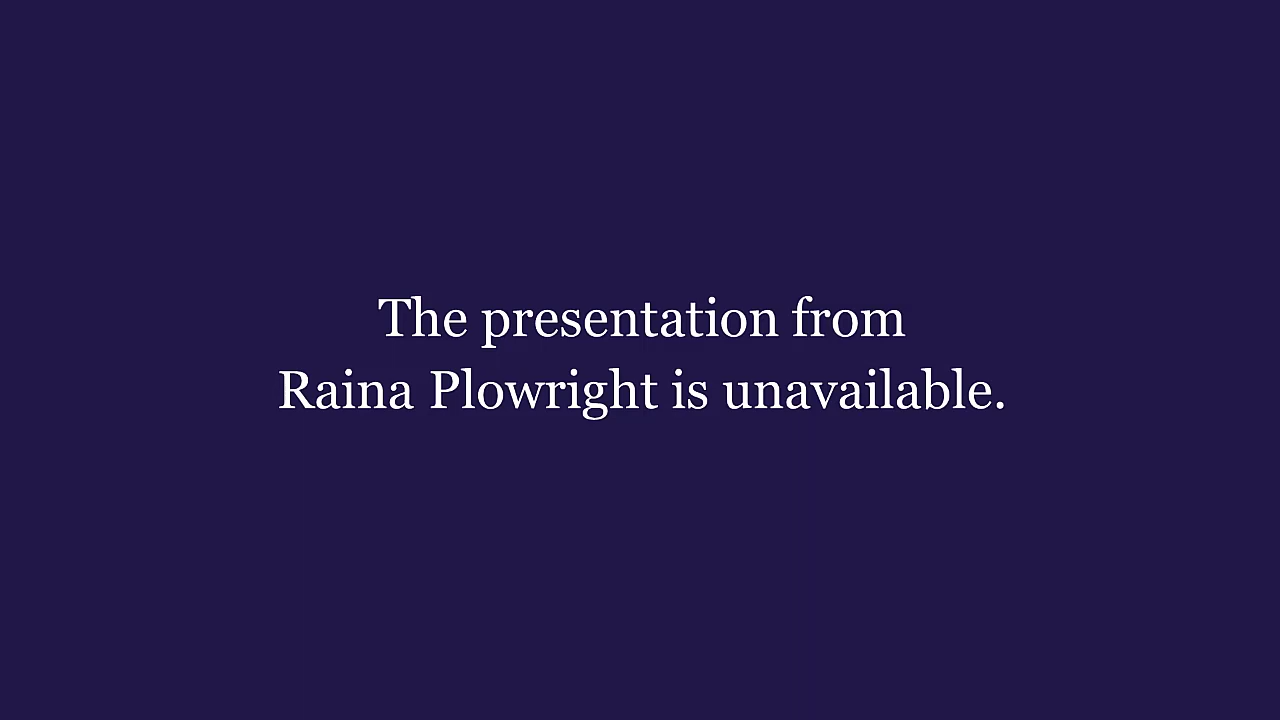 The presentation from
Raina Plowright is unavailable.